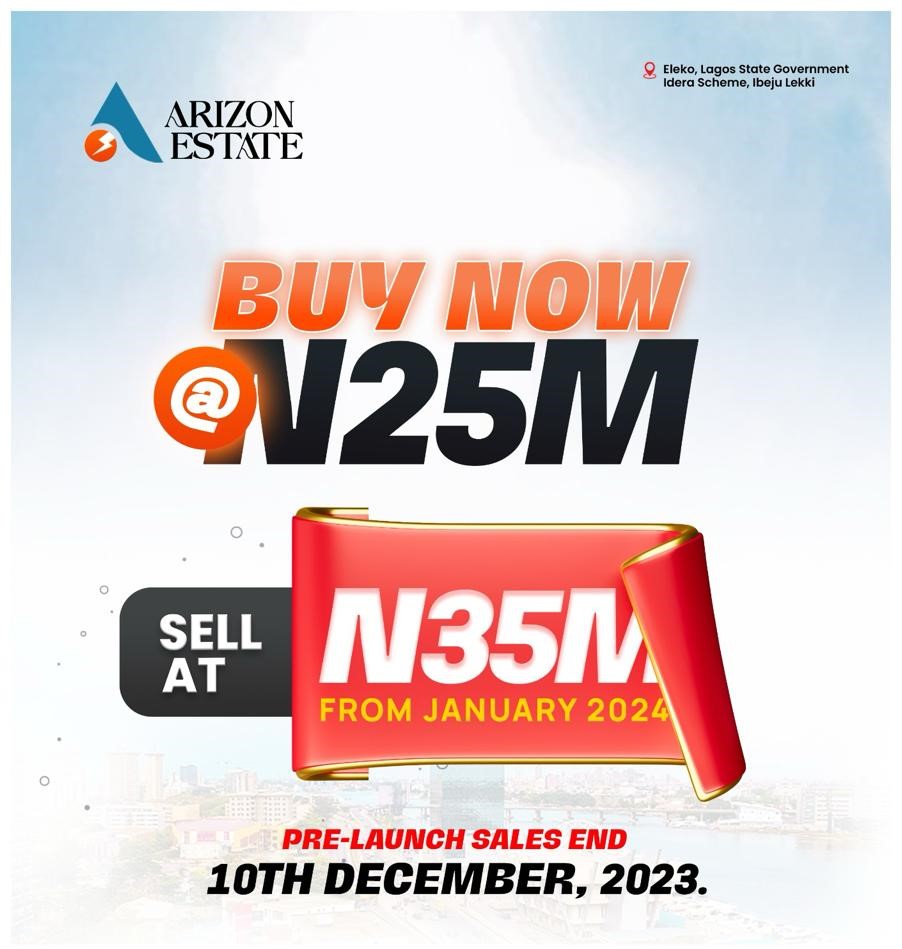 Eleko, Lagos State Government
Idera Scheme, Ibeju Lekki
ARIZON
ESTATE
BUY NOW
@N25M
SELL
AT
N35M
FROM JANUARY 2024
PRE-LAUNCH SALES END
10TH DECEMBER, 2023.